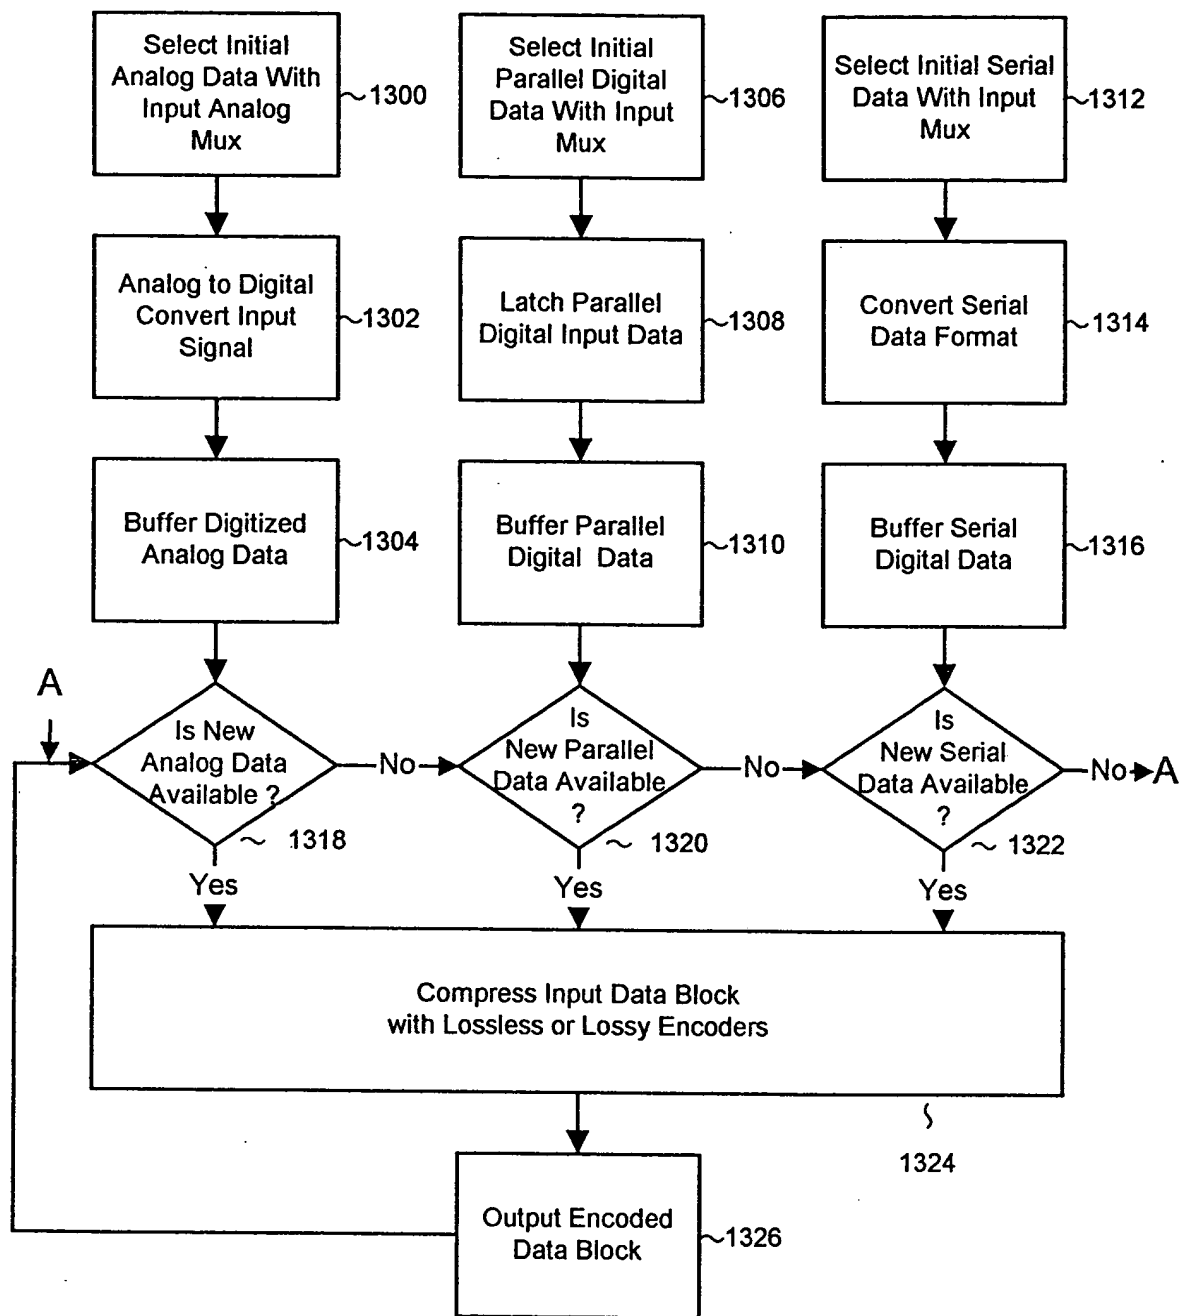 Select Initial
Analog Data With
Input Analog
Mux
~1300
Select Initial
Parallel Digital
Data With Input
Mux
~1306
Select Initial Serial
Data With Input
Mux
~1312
Analog to Digital
Convert Input
Signal
~1302
Latch Parallel
Digital Input Data
~1308
Convert Serial
Data Format
~1314
Buffer Digitized
Analog Data
~1304
Buffer Parallel
Digital Data
~1310
Buffer Serial
Digital Data
~1316
A
Is New
Analog Data
Available ?
~ 1318
No
Is
New Parallel
Data Available
?
~ 1320
No
Is
New Serial
Data Available
?
~ 1322
No
A
Yes
Yes
Yes
Compress Input Data Block
with Lossless or Lossy Encoders
~
1324
Output Encoded
Data Block
~1326